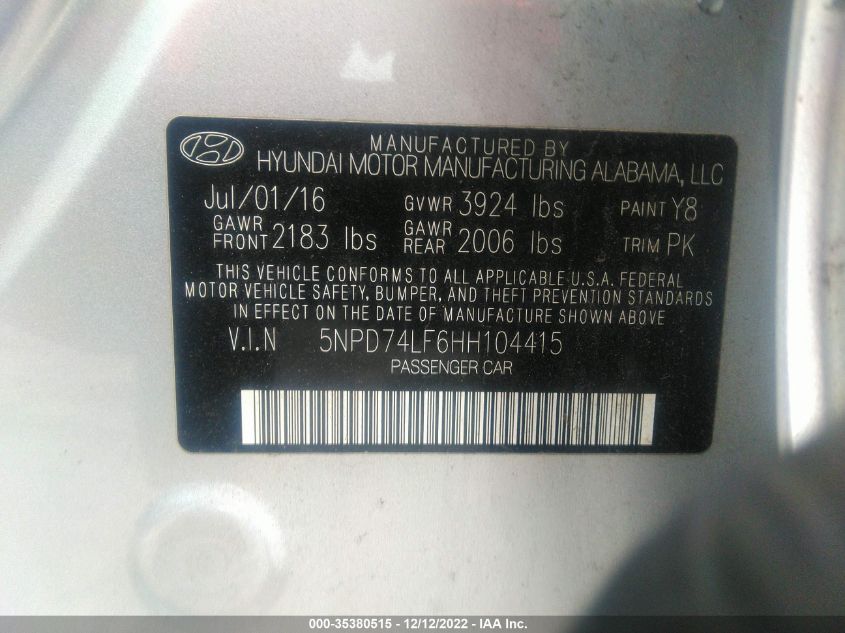 MANUFACTURED BY
HYUNDAI MOTOR MANUFACTURING ALABAMA, LLC
Jul/01/16 GVWR 3924 lbs PAINT Y8
GAWR FRONT 2183 lbs GAWR REAR 2006 lbs TRIM PK
THIS VEHICLE CONFORMS TO ALL APPLICABLE U.S.A. FEDERAL
MOTOR VEHICLE SAFETY, BUMPER, AND THEFT PREVENTION STANDARDS
IN EFFECT ON THE DATE OF MANUFACTURE SHOWN ABOVE
V.I.N 5NPD74LF6HH104415
PASSENGER CAR
000-35380515 - 12/12/2022 - IAA Inc.